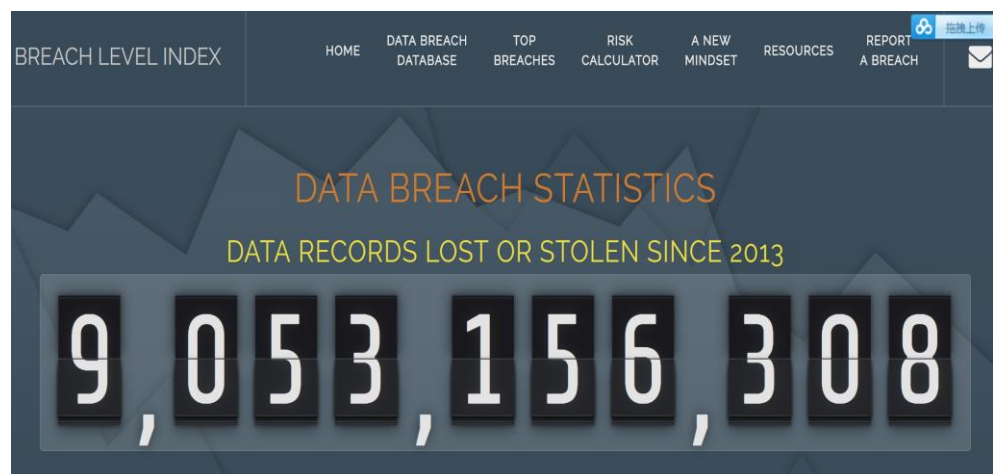 BREACH LEVEL INDEX
HOME
DATA BREACH
DATABASE
TOP
BREACHES
RISK
CALCULATOR
A NEW
MINDSET
RESOURCES
REPORT
A BREACH
拖拽上传
DATA BREACH STATISTICS
DATA RECORDS LOST OR STOLEN SINCE 2013
9,053,156,308